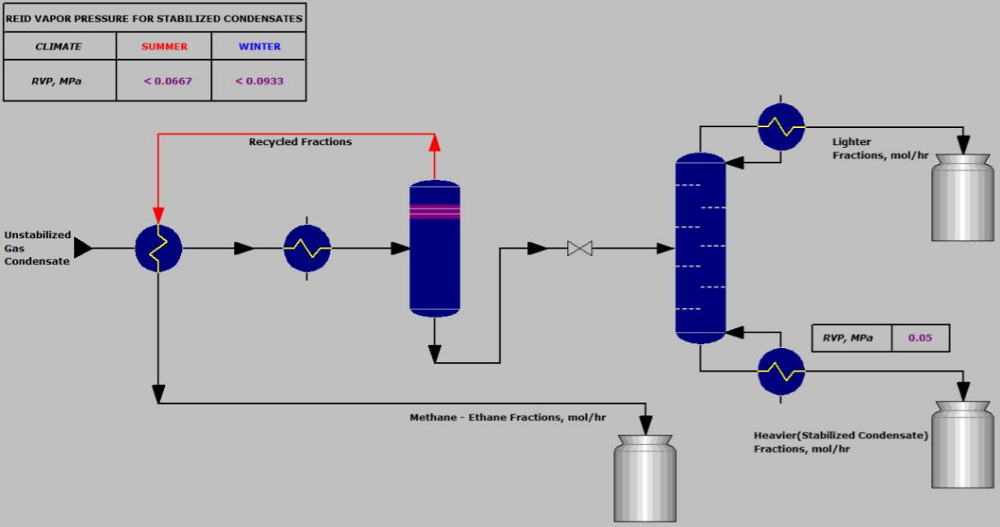 REID VAPOR PRESSURE FOR STABILIZED CONDENSATES
CLIMATE SUMMER WINTER
RVP, MPa < 0.0667 < 0.0933
Recycled Fractions
Lighter
Fractions, mol/hr
Unstabilized
Gas
Condensate
RVP, MPa 0.05
Methane - Ethane Fractions, mol/hr
Heavier(Stabilized Condensate)
Fractions, mol/hr